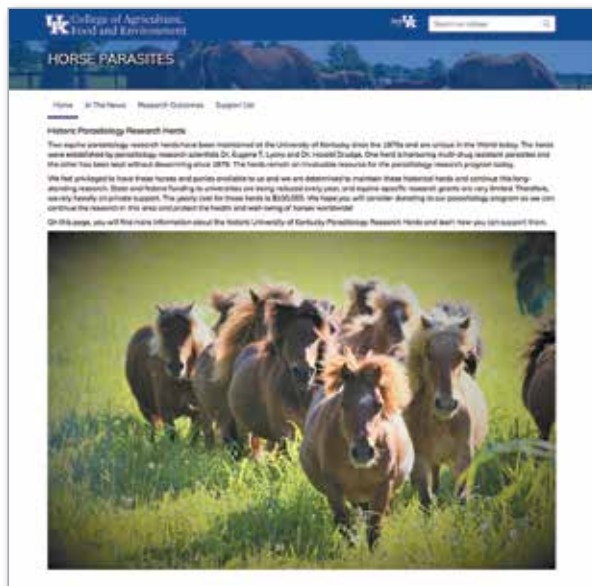 UK College of Agriculture,
Food and Environment
myUK
Search our college
HORSE PARASITES
Home In The News Research Outcomes Support Us!
Historic Parasitology Research Herds
Two equine parasitology research herds have been maintained at the University of Kentucky since the 1970s and are unique in the World today. The herds
were established by parasitology research scientists Dr. Eugene T. Lyons and Dr. Harold Drudge. One herd is harboring multi-drug resistant parasites and
the other has been kept without deworming since 1979. The herds remain an invaluable resource for the parasitology research program today.
We feel privileged to have these horses and ponies available to us and we are determined to maintain these historical herds and continue this long-
standing research. State and federal funding to universities are being reduced every year, and equine-specific research grants are very limited. Therefore,
we rely heavily on private support. The yearly cost for these herds is $100,000. We hope you will consider donating to our parasitology program so we can
continue the research in this area and protect the health and well-being of horses worldwide!
On this page, you will find more information about the historic University of Kentucky Parasitology Research Herds and learn how you can support them.